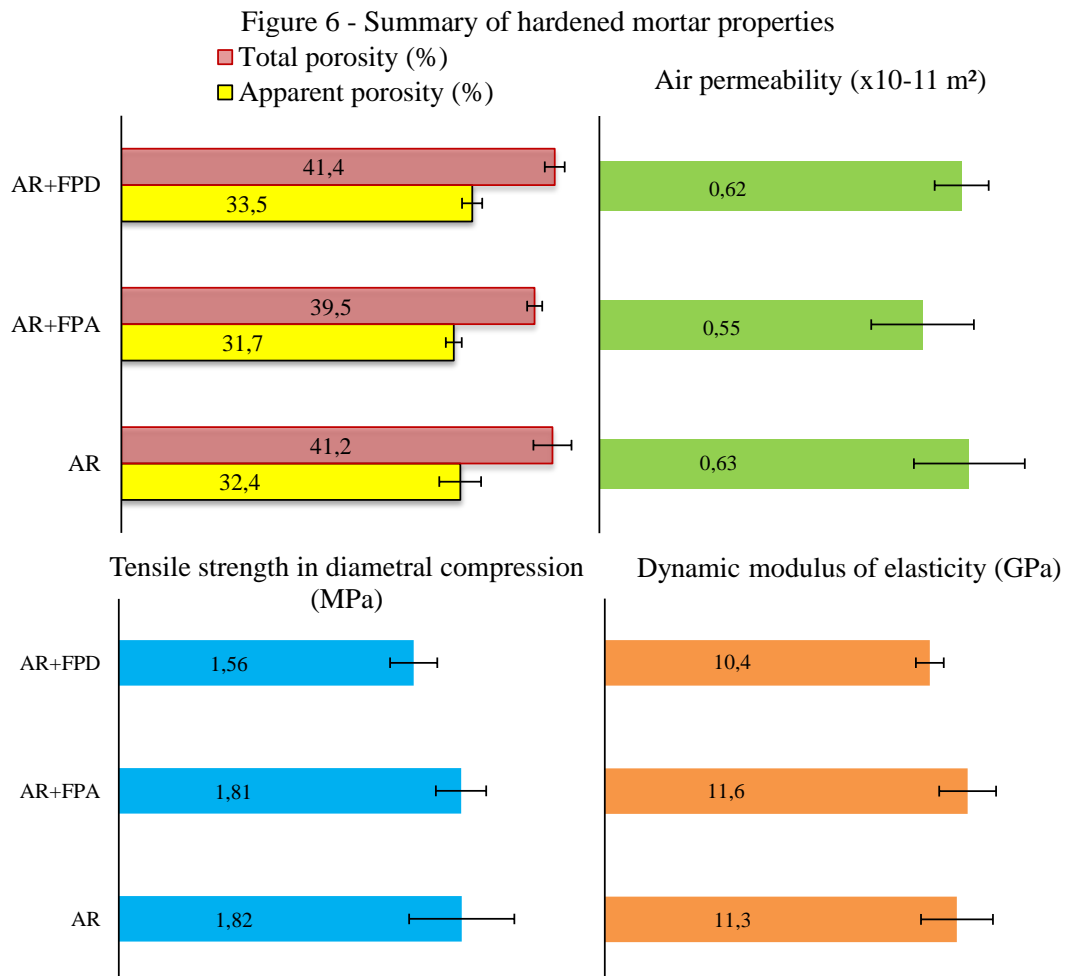 Figure 6 - Summary of hardened mortar properties
Total porosity (%)
Apparent porosity (%)
AR+FPD
41,4
33,5
AR+FPA
39,5
31,7
AR
41,2
32,4
Air permeability (x10-11 m²)
0,62
0,55
0,63
Tensile strength in diametral compression
(MPa)
AR+FPD
1,56
AR+FPA
1,81
AR
1,82
Dynamic modulus of elasticity (GPa)
10,4
11,6
11,3